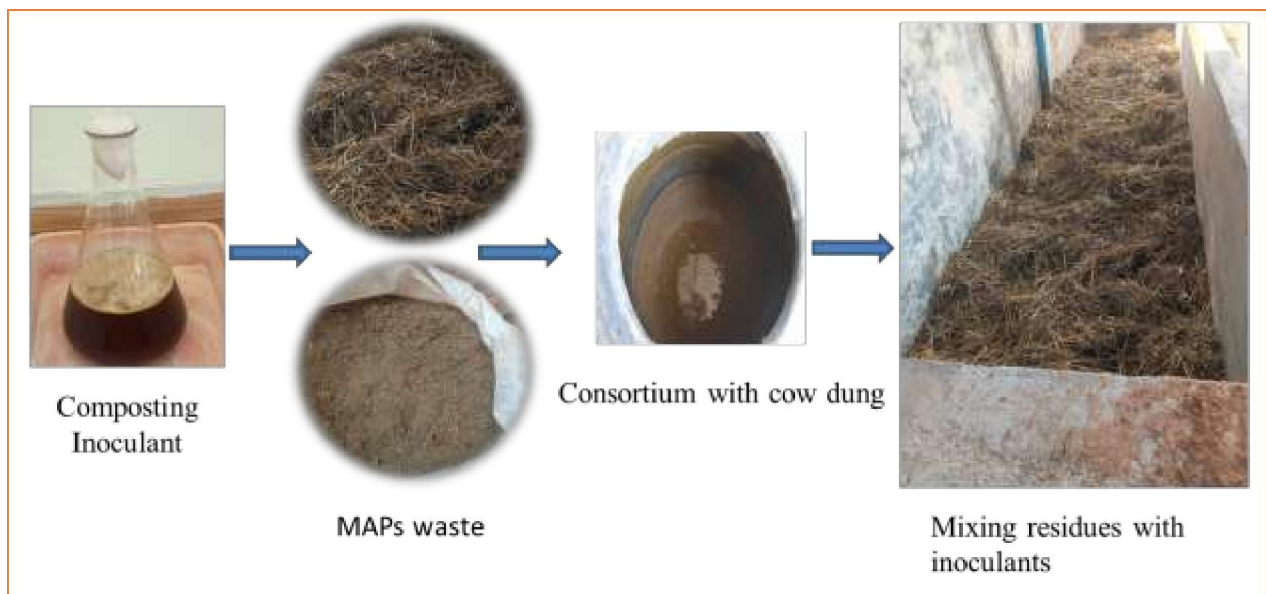 Composting
Inoculant
MAPs waste
Consortium with cow dung
Mixing residues with
inoculants